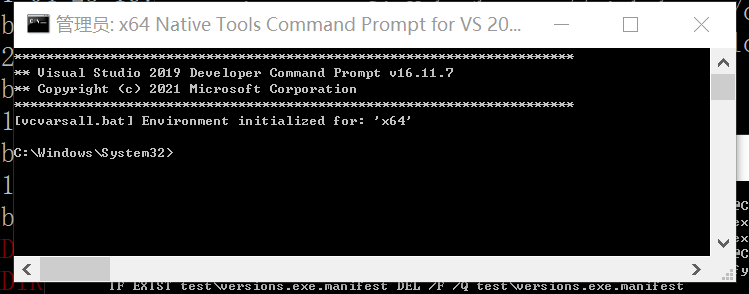 管理员: x64 Native Tools Command Prompt for VS 20...
**********************************************************************
** Visual Studio 2019 Developer Command Prompt v16.11.7
** Copyright (c) 2021 Microsoft Corporation
**********************************************************************
[vcvarsall.bat] Environment initialized for: 'x64'
C:\Windows\System32>
IF EXIST test\versions.exe.manifest DEL /F /Q test\versions.exe.manifest